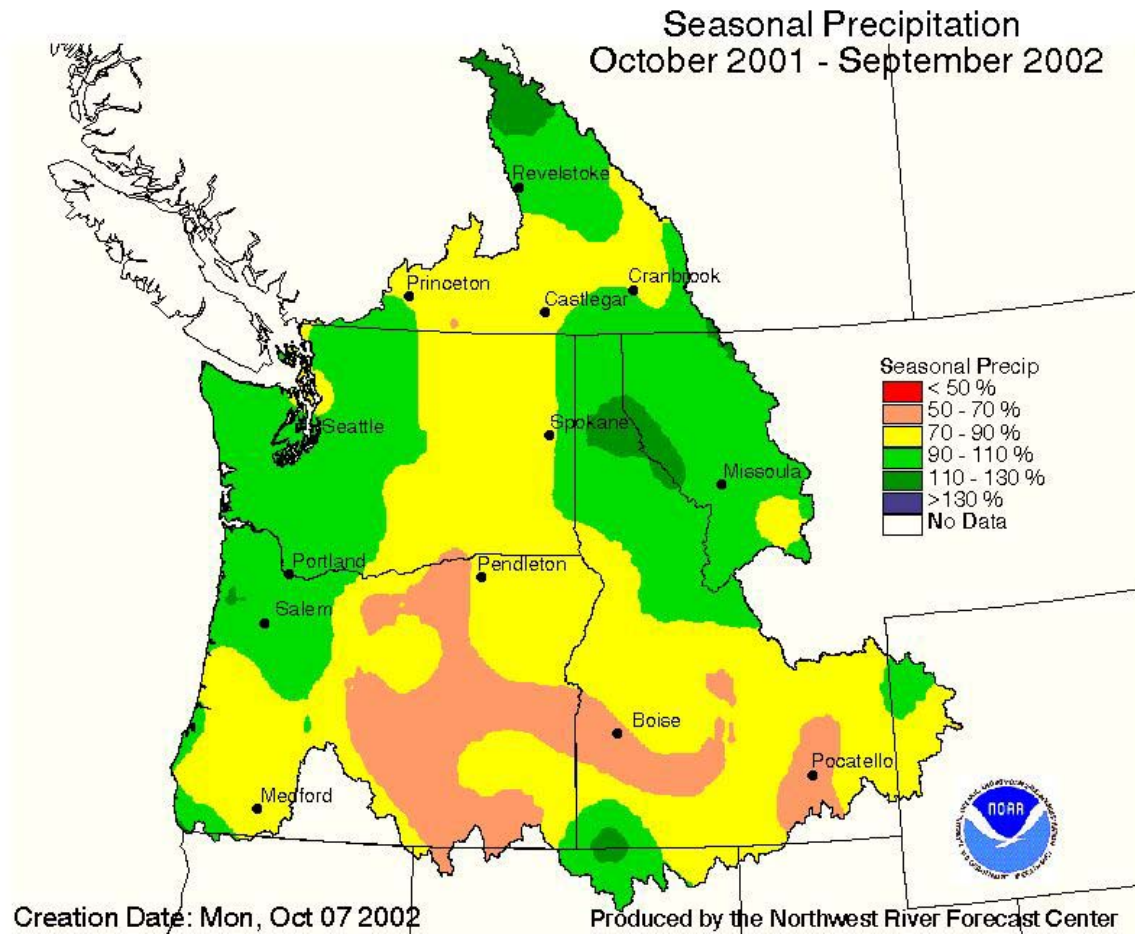 Seasonal Precipitation
October 2001 - September 2002
Revelstoke
Princeton
Cranbrook
Castlegar
Seasonal Precip
< 50 %
50 - 70 %
70 - 90 %
90 - 110 %
110 - 130 %
>130 %
No Data
Seattle
Spokane
Missoula
Portland
Pendleton
Salem
Boise
Pocatello
Medford
NOAA
Creation Date: Mon, Oct 07 2002
Produced by the Northwest River Forecast Center